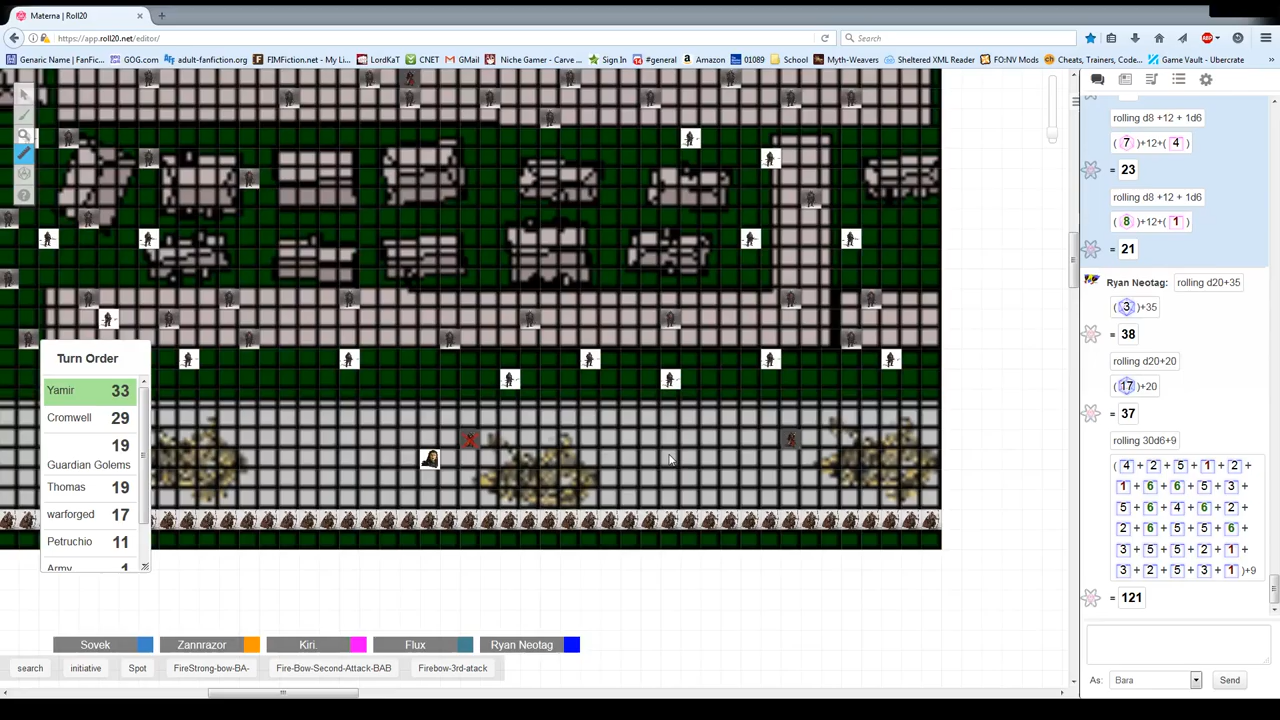 Materna | Roll20
https://app.roll20.net/editor/
Search
Genaric Name | FanFic...
GOG.com
adult-fanfiction.org
FIMFiction.net - My Li...
LordKaT
CNET
GMail
Niche Gamer - Carve ...
Sign In
#general
Amazon
01089
School
Myth-Weavers
Sheltered XML Reader
FO:NV Mods
Cheats, Trainers, Code...
Game Vault - Ubercrate
rolling d8 +12 + 1d6
(7)+12+(4)
= 23
rolling d8 +12 + 1d6
(8)+12+(1)
= 21
Ryan Neotag: rolling d20+35
(3)+35
= 38
rolling d20+20
(17)+20
= 37
rolling 30d6+9
(4+2+5+1+2+
1+6+6+5+3+
5+6+4+6+2+
2+6+5+5+6+
3+5+5+2+1+
3+2+5+3+1)+9
= 121
Turn Order
Yamir 33
Cromwell 29
19
Guardian Golems
Thomas 19
warforged 17
Petruchio 11
Army 1
Sovek
Zannrazor
Kiri.
Flux
Ryan Neotag
search
initiative
Spot
FireStrong-bow-BA-
Fire-Bow-Second-Attack-BAB
Firebow-3rd-atack
As: Bara
Send